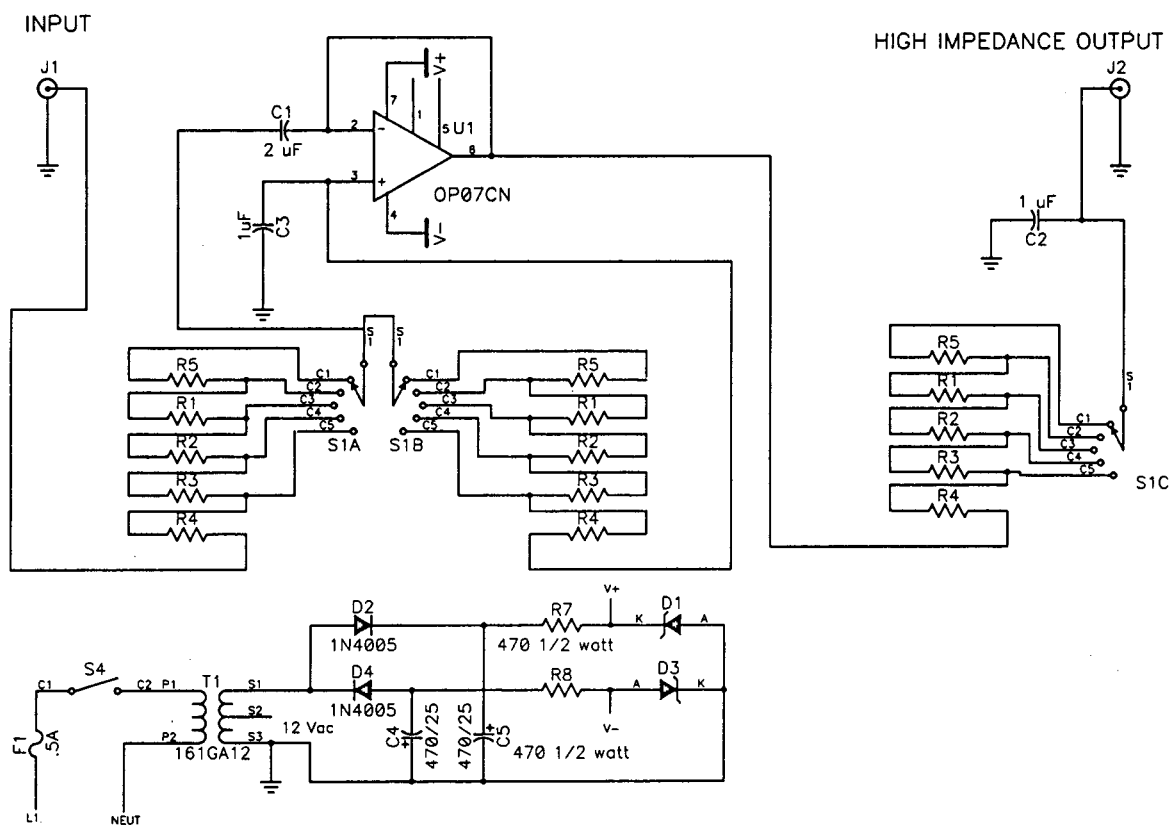 INPUT
HIGH IMPEDANCE OUTPUT
J1
J2
V+
7
1
C1
5 U1
2
-
6
2 uF
3
+
OP07CN
1uF
C3
4
V-
1 uF
C2
S1
S1
S1
R5
R5
R5
C1
C1
C2
C2
R1
R1
R1
C3
C3
C4
C4
C1
R2
R2
R2
C2
C5
C5
C3
S1A
S1B
C4
R3
R3
R3
C5
S1C
R4
R4
R4
D2
R7
V+
D1
K
A
1N4005
470 1/2 watt
S4
D4
R8
D3
C1
C2
P1
T1
S1
A
K
1N4005
S2
V-
12 Vac
F1
.5A
C4
470/25
470/25
C5
+
+
P2
S3
161GA12
470 1/2 watt
L1
NEUT